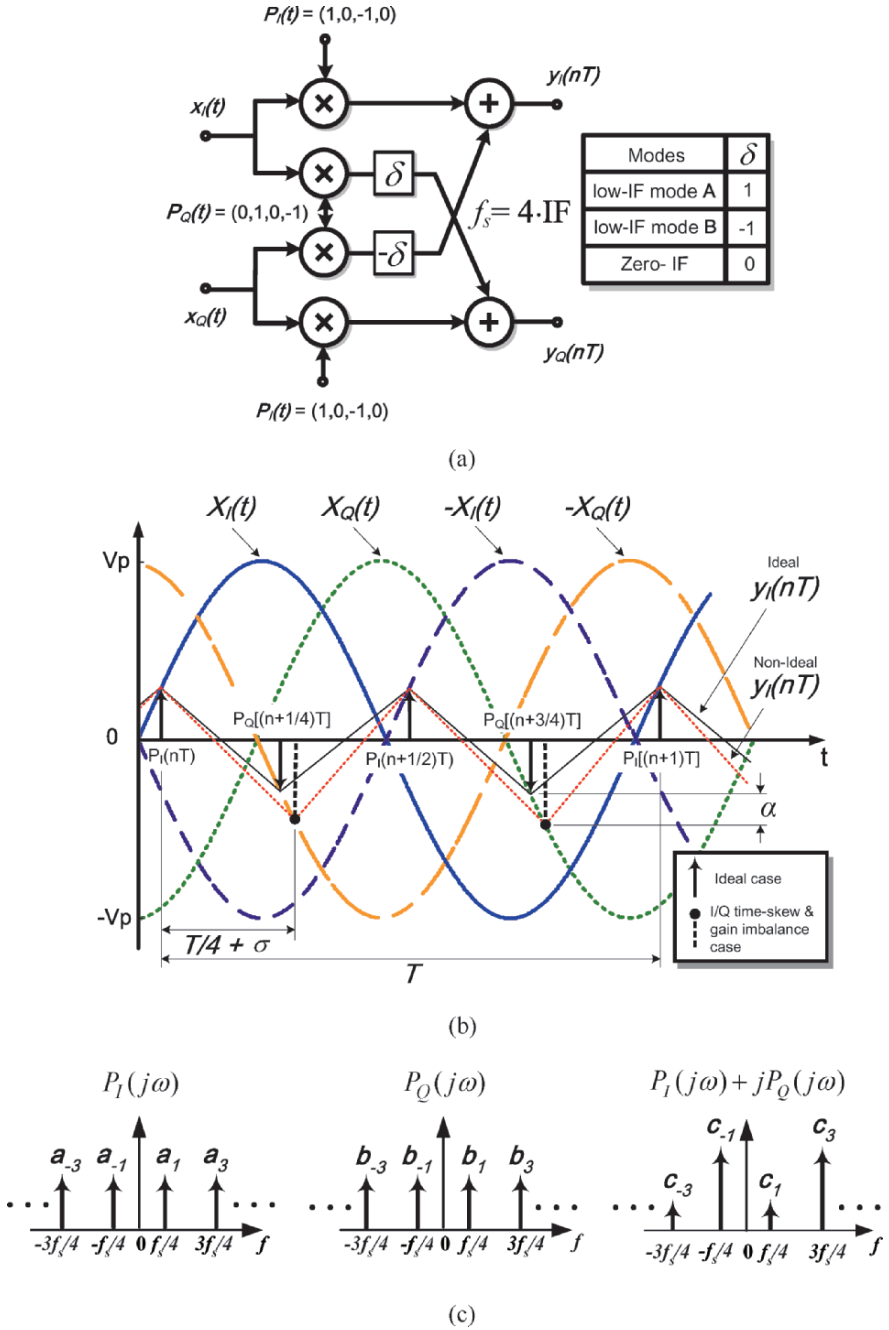 P_I(t) = (1,0,-1,0)
y_I(nT)
x_I(t)
× +
×
δ
P_Q(t) = (0,1,0,-1)
f_s = 4·IF
×
-δ
x_Q(t)
× +
y_Q(nT)
P_I(t) = (1,0,-1,0)
Modes δ
low-IF mode A 1
low-IF mode B -1
Zero- IF 0
(a)
X_I(t) X_Q(t) -X_I(t) -X_Q(t)
Vp
Ideal
y_I(nT)
Non-Ideal
y_I(nT)
P_Q[(n+1/4)T] P_Q[(n+3/4)T]
0
P_I(nT) P_I(n+1/2)T) P_I[(n+1)T] t
α
-Vp
T/4 + σ
T
Ideal case
I/Q time-skew &
gain imbalance
case
(b)
P_I(jω) P_Q(jω) P_I(jω) + jP_Q(jω)
a_-3 a_-1 a_1 a_3
b_-3 b_-1 b_1 b_3
c_-3 c_-1 c_1 c_3
-3f_s/4 -f_s/4 0 f_s/4 3f_s/4 f
-3f_s/4 -f_s/4 0 f_s/4 3f_s/4 f
-3f_s/4 -f_s/4 0 f_s/4 3f_s/4 f
(c)